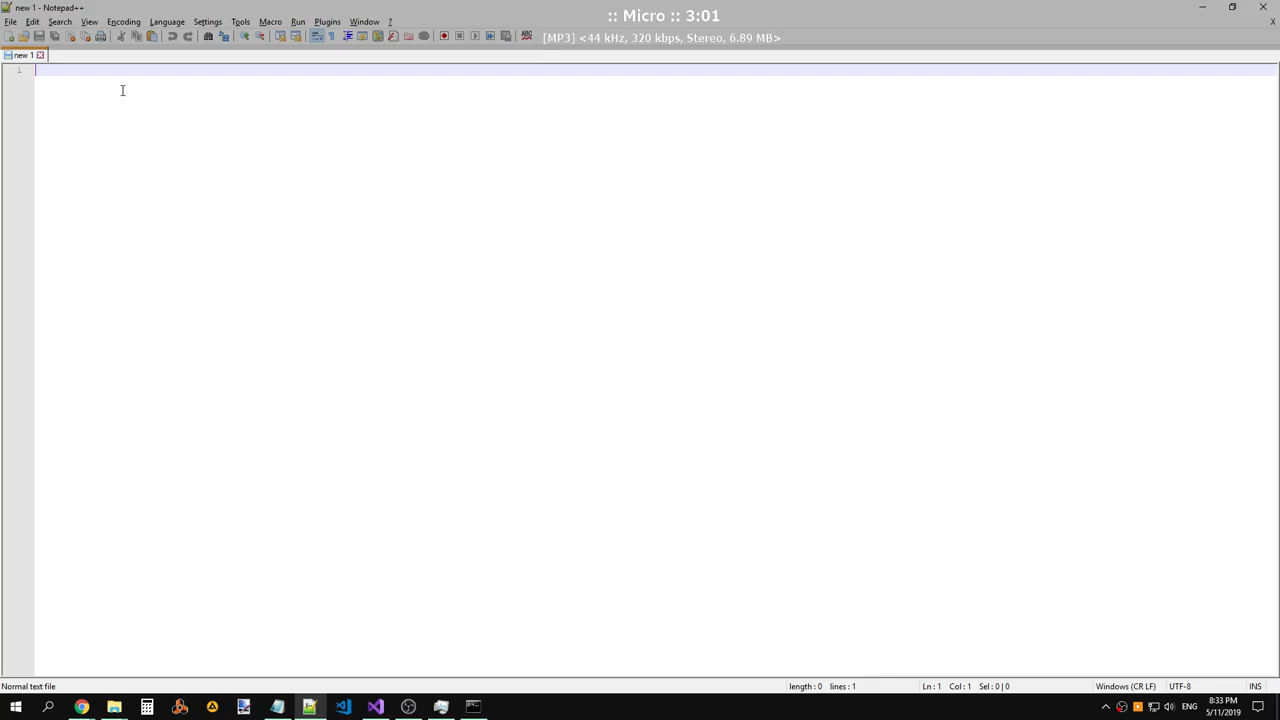 new 1 - Notepad++
:: Micro :: 3:01
File Edit Search View Encoding Language Settings Tools Macro Run Plugins Window ?
X
[MP3] <44 kHz, 320 kbps, Stereo, 6.89 MB>
ABC
new 1
1
Normal text file
length : 0 lines : 1
Ln : 1 Col : 1 Sel : 0 | 0
Windows (CR LF)
UTF-8
INS
ENG
8:33 PM
5/11/2019